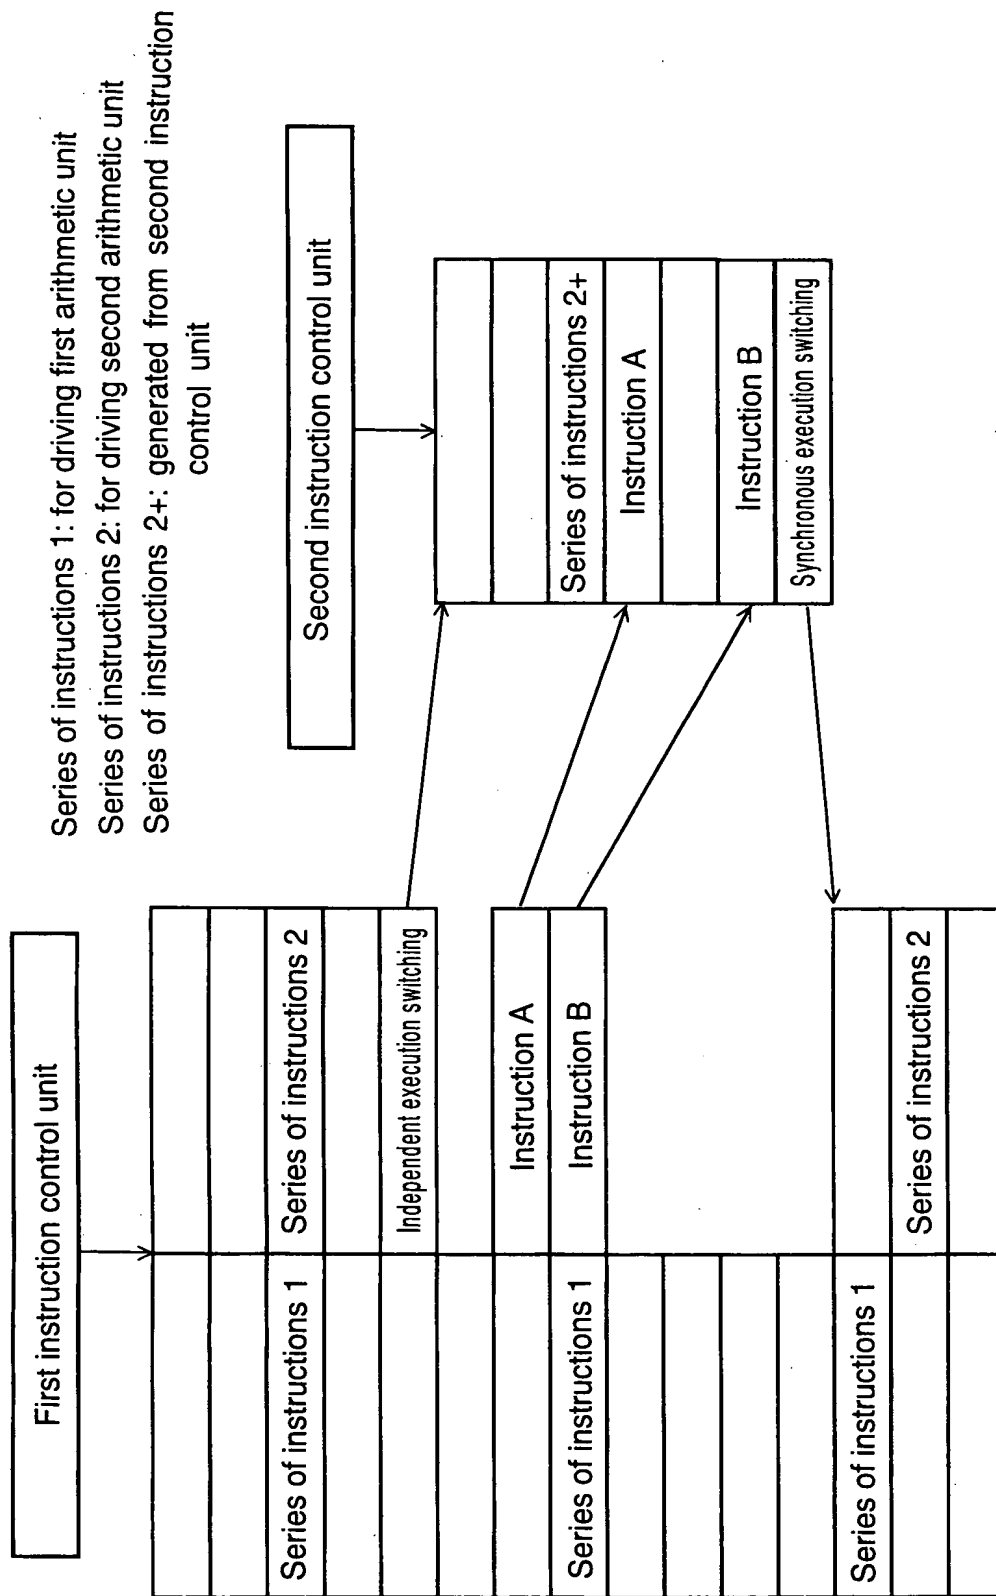 Series of instructions 1: for driving first arithmetic unit
Series of instructions 2: for driving second arithmetic unit
Series of instructions 2+: generated from second instruction
control unit
First instruction control unit
Second instruction control unit
Series of instructions 1
Series of instructions 2
Independent execution switching
Instruction A
Series of instructions 1
Instruction B
Series of instructions 1
Series of instructions 2
Series of instructions 2+
Instruction A
Instruction B
Synchronous execution switching